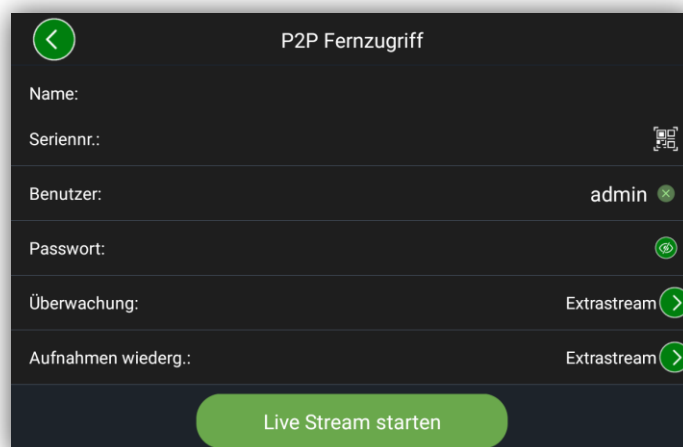 P2P Fernzugriff
Name:
Seriennr.:
Benutzer: admin
Passwort:
Überwachung: Extrastream
Aufnahmen wiederg.: Extrastream
Live Stream starten